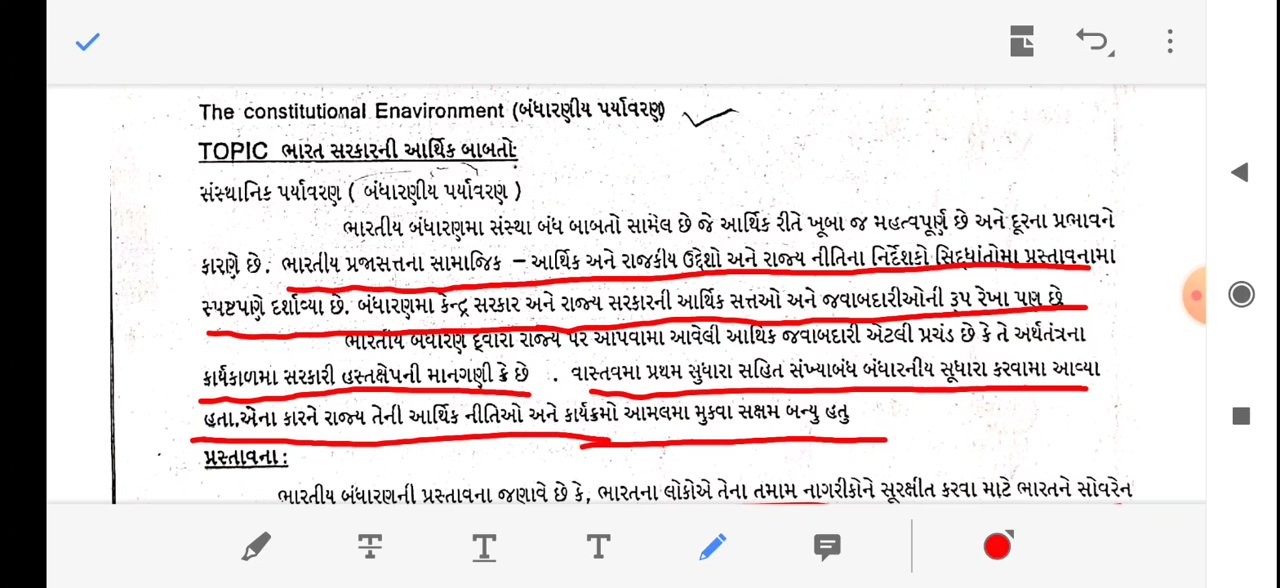 The constitutional Enavironment (બંધારણીય પર્યાવરણ)
TOPIC ભારત સરકારની આર્થિક બાબતો:
સંસ્થાનિક પર્યાવરણ ( બંધારણીય પર્યાવરણ )
ભારતીય બંધારણમા સંસ્થા બંધ બાબતો સામેલ છે જે આર્થિક રીતે ખૂબા જ મહત્વપૂર્ણ છે અને દૂરના પ્રભાવને
કારણે છે. ભારતીય પ્રજાસત્તના સામાજિક – આર્થિક અને રાજકીય ઉદ્દેશો અને રાજ્ય નીતિના નિર્દેશકો સિદ્ધાંતોમા પ્રસ્તાવનામા
સ્પષ્ટપણે દર્શાવ્યા છે. બંધારણમા કેન્દ્ર સરકાર અને રાજ્ય સરકારની આર્થિક સત્તઓ અને જવાબદારીઓની રૂપ રેખા પણ છે
ભારતીય બંધારણ દ્વારા રાજ્ય પર આપવામા આવેલી આર્થિક જવાબદારી એટલી પ્રચંડ છે કે તે અર્થતંત્રના
કાર્યકાળમા સરકારી હસ્તક્ષેપની માનગણી ક્રે છે . વાસ્તવમા પ્રથમ સુધારા સહિત સંખ્યાબંધ બંધારનીય સૂધારા કરવામા આવ્યા
હતા.એના કારને રાજ્ય તેની આર્થિક નીતિઓ અને કાર્યક્રમો આમલમા મુકવા સક્ષમ બન્યુ હતુ
પ્રસ્તાવના :
ભારતીય બંધારણની પ્રસ્તાવના જણાવે છે કે, ભારતના લોકોએ તેના તમામ નાગરીકોને સૂરક્ષીત કરવા માટે ભારતને સોવરેન